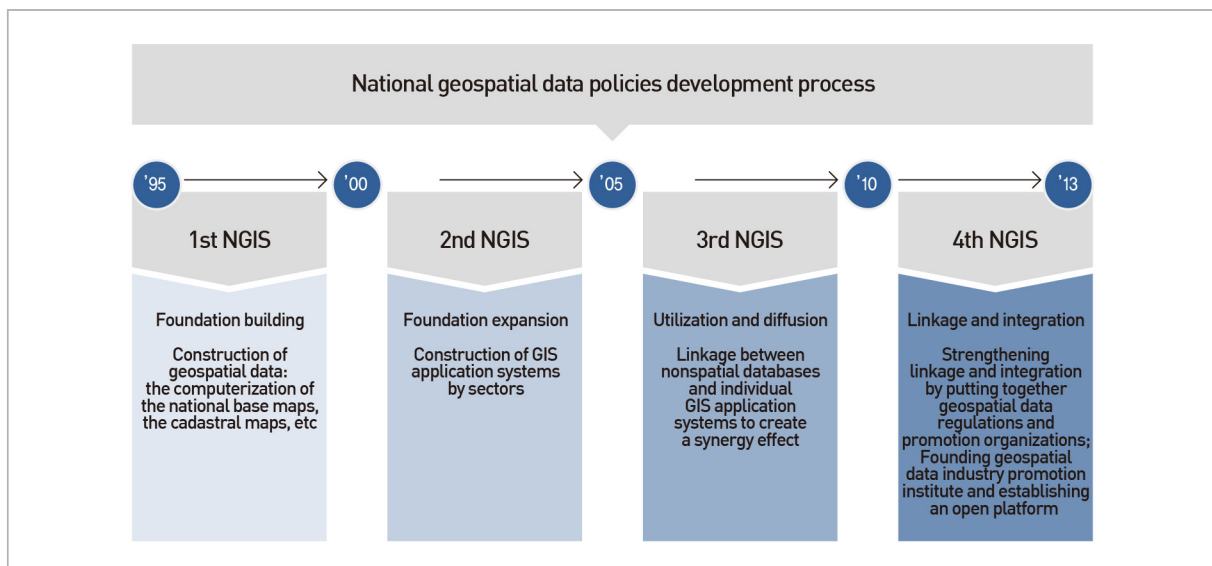 National geospatial data policies development process
'95
'00
'05
'10
'13
1st NGIS
2nd NGIS
3rd NGIS
4th NGIS
Foundation building
Construction of
geospatial data:
the computerization of
the national base maps,
the cadastral maps, etc
Foundation expansion
Construction of GIS
application systems
by sectors
Utilization and diffusion
Linkage between
nonspatial databases
and individual
GIS application
systems to create
a synergy effect
Linkage and integration
Strengthening
linkage and integration
by putting together
geospatial data
regulations and
promotion organizations;
Founding geospatial
data industry promotion
institute and establishing
an open platform